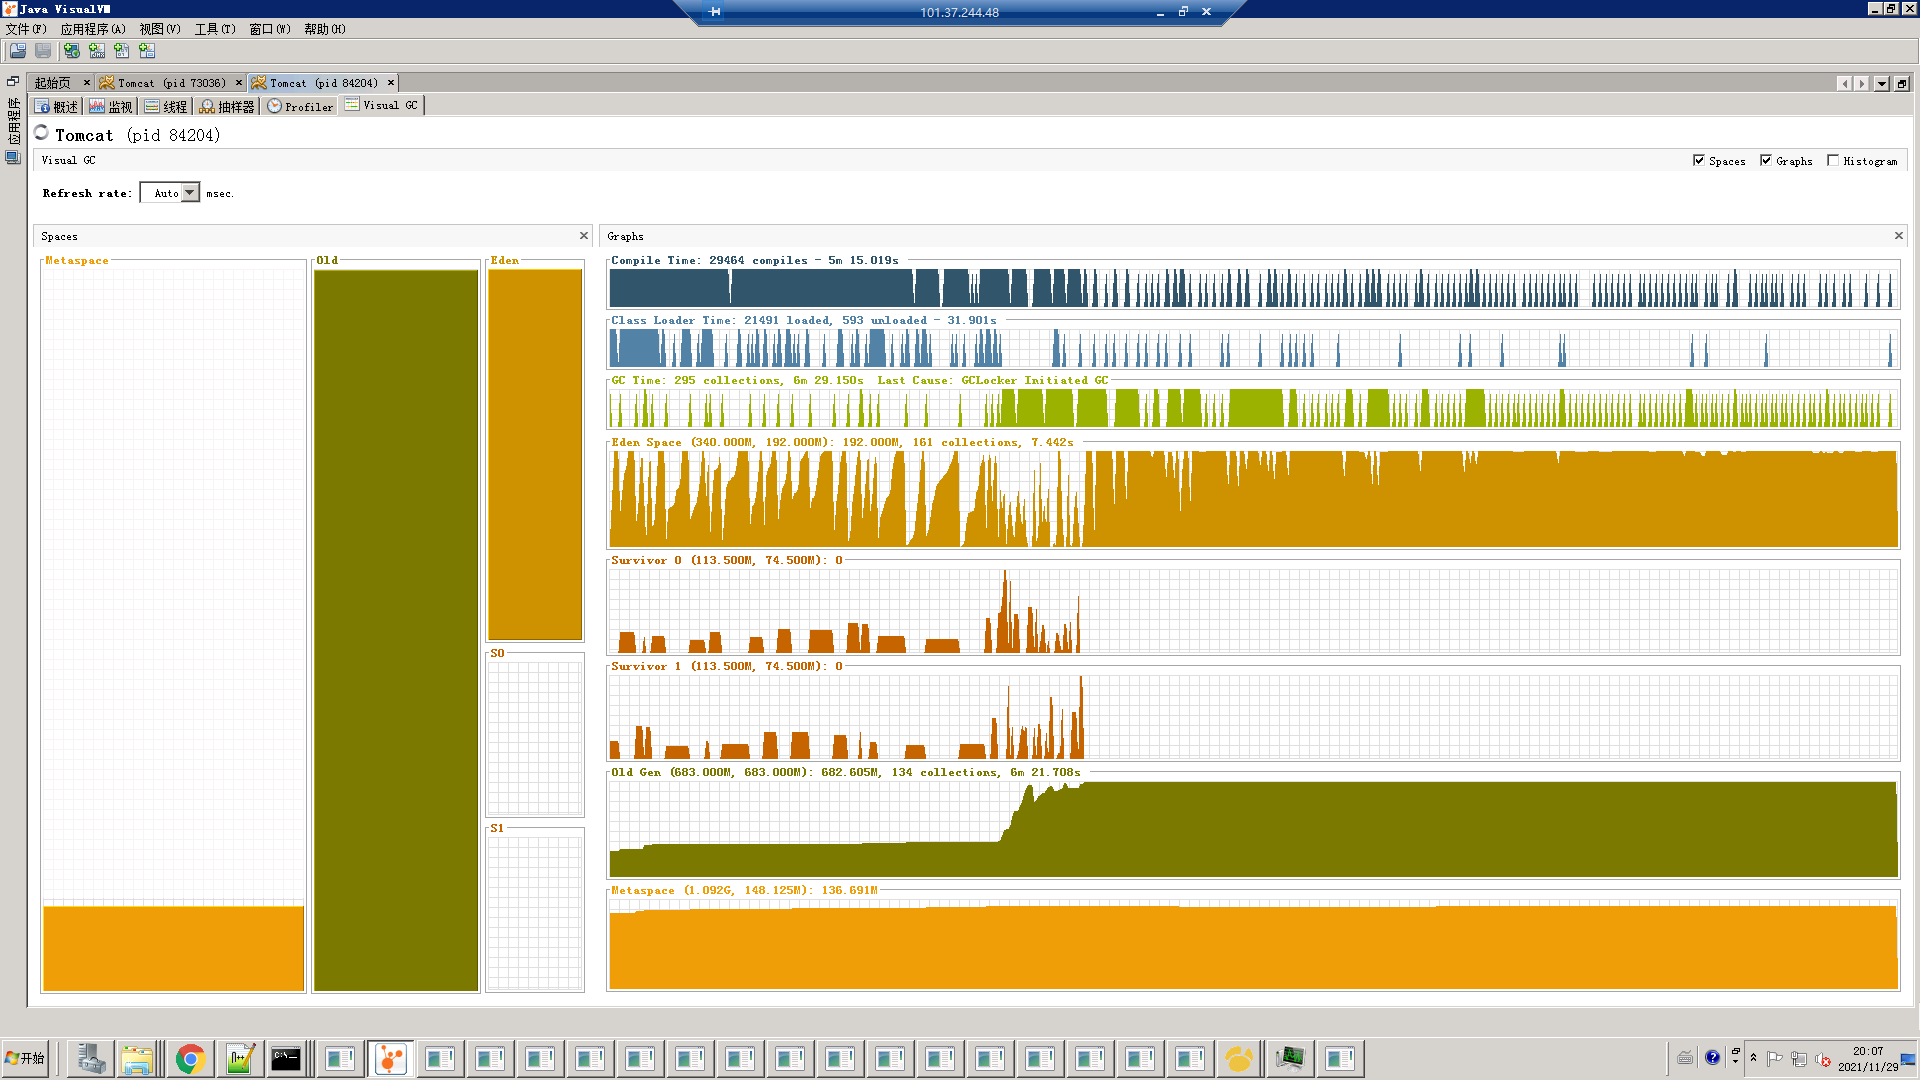 Java VisualVM
101.37.244.48
文件(F) 应用程序(A) 视图(V) 工具(T) 窗口(W) 帮助(H)
起始页 Tomcat (pid 73036) Tomcat (pid 84204)
应用程序
概述 监视 线程 抽样器 Profiler Visual GC
Tomcat (pid 84204)
Visual GC
Spaces Graphs Histogram
Refresh rate: Auto msec.
Spaces
Graphs
Metaspace
Old
Eden
S0
S1
Compile Time: 29464 compiles - 5m 15.019s
Class Loader Time: 21491 loaded, 593 unloaded - 31.901s
GC Time: 295 collections, 6m 29.150s Last Cause: GCLocker Initiated GC
Eden Space (340.000M, 192.000M): 192.000M, 161 collections, 7.442s
Survivor 0 (113.500M, 74.500M): 0
Survivor 1 (113.500M, 74.500M): 0
Old Gen (683.000M, 683.000M): 682.605M, 134 collections, 6m 21.708s
Metaspace (1.092G, 148.125M): 136.691M
开始
20:07
2021/11/29